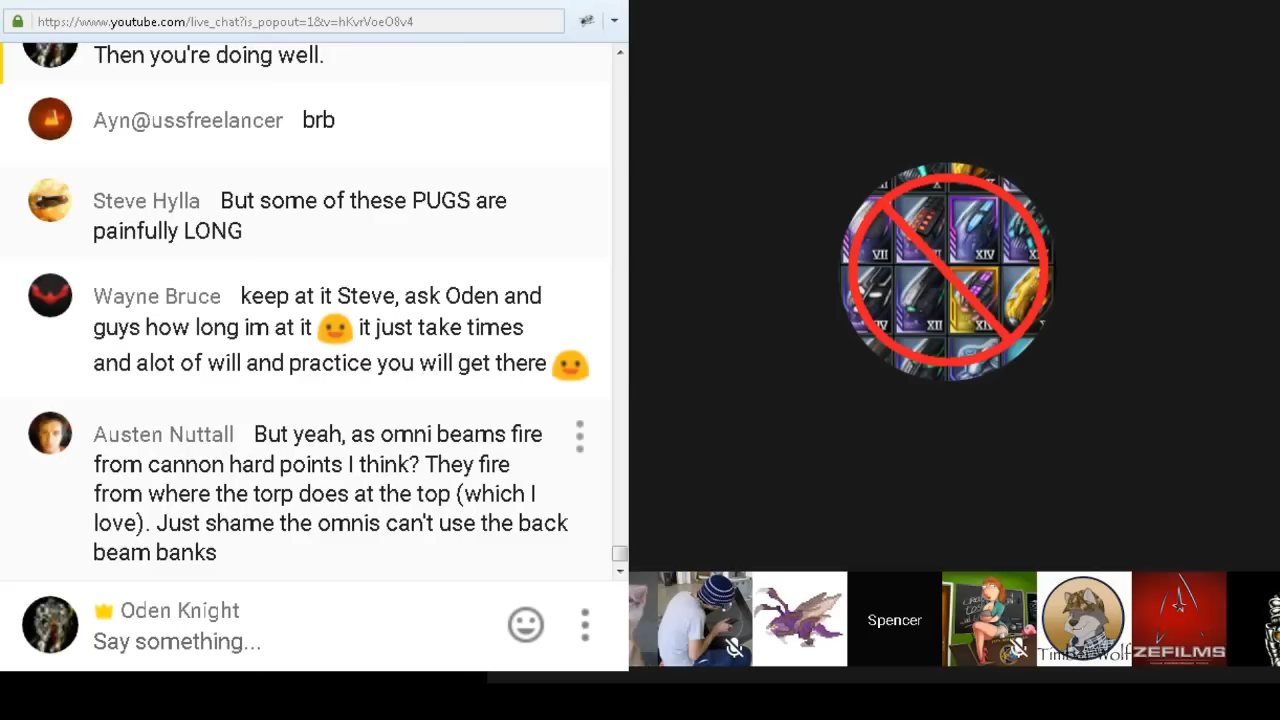 https://www.youtube.com/live_chat?is_popout=1&v=hKvrVoeO8v4
Then you're doing well.
Ayn@ussfreelancer brb
Steve Hylla But some of these PUGS are
painfully LONG
Wayne Bruce keep at it Steve, ask Oden and
guys how long im at it it just take times
and alot of will and practice you will get there
Austen Nuttall But yeah, as omni beams fire
from cannon hard points I think? They fire
from where the torp does at the top (which I
love). Just shame the omnis can't use the back
beam banks
Oden Knight
Say something...
VII
X
XIV
XII
Spencer
Timber Wolf
ZEFILMS